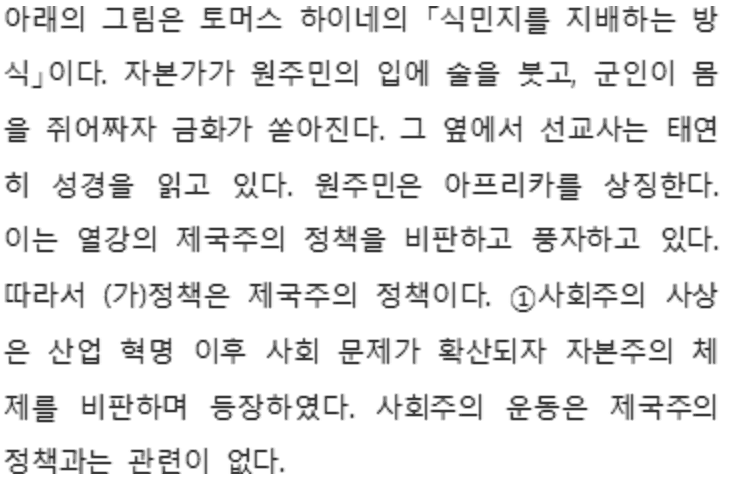 아래의 그림은 토머스 하이네의 「식민지를 지배하는 방
식」이다. 자본가가 원주민의 입에 술을 붓고, 군인이 몸
을 쥐어짜자 금화가 쏟아진다. 그 옆에서 선교사는 태연
히 성경을 읽고 있다. 원주민은 아프리카를 상징한다.
이는 열강의 제국주의 정책을 비판하고 풍자하고 있다.
따라서 (가)정책은 제국주의 정책이다. ①사회주의 사상
은 산업 혁명 이후 사회 문제가 확산되자 자본주의 체
제를 비판하며 등장하였다. 사회주의 운동은 제국주의
정책과는 관련이 없다.